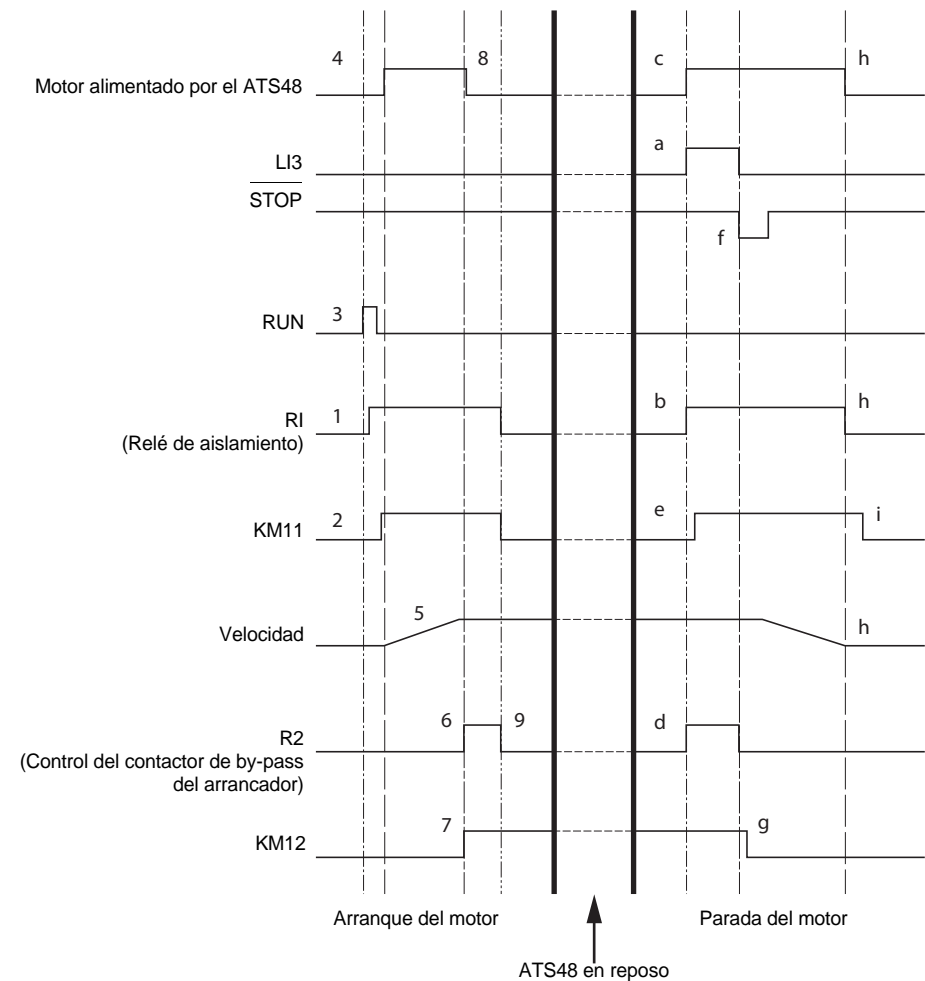 4 8 c h
Motor alimentado por el ATS48
a
LI3
STOP
f
3
RUN
1 b h
RI
(Relé de aislamiento)
2 e i
KM11
5
Velocidad h
6 9 d
R2
(Control del contactor de by-pass
del arrancador)
7 g
KM12
Arranque del motor Parada del motor
ATS48 en reposo